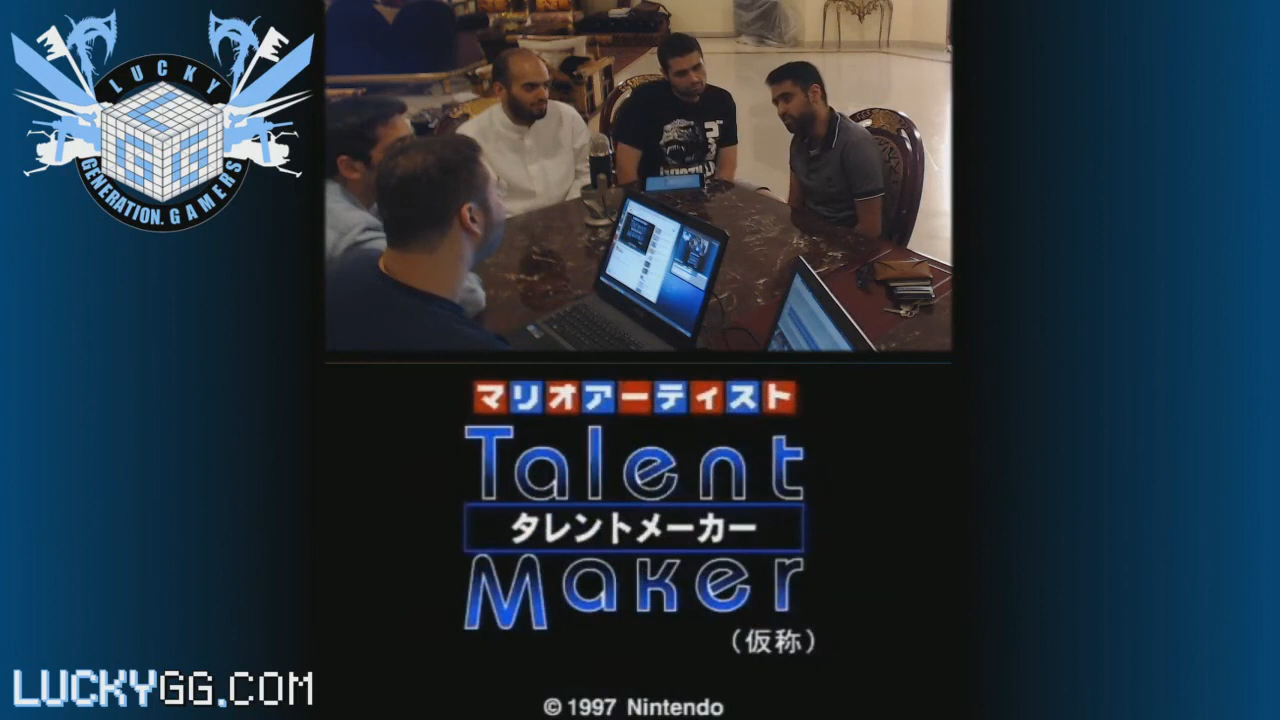 LUCKY
GENERATION.GAMERS
マリオアーティスト
Talent
タレントメーカー
Maker
（仮称）
LUCKYGG.COM
© 1997 Nintendo